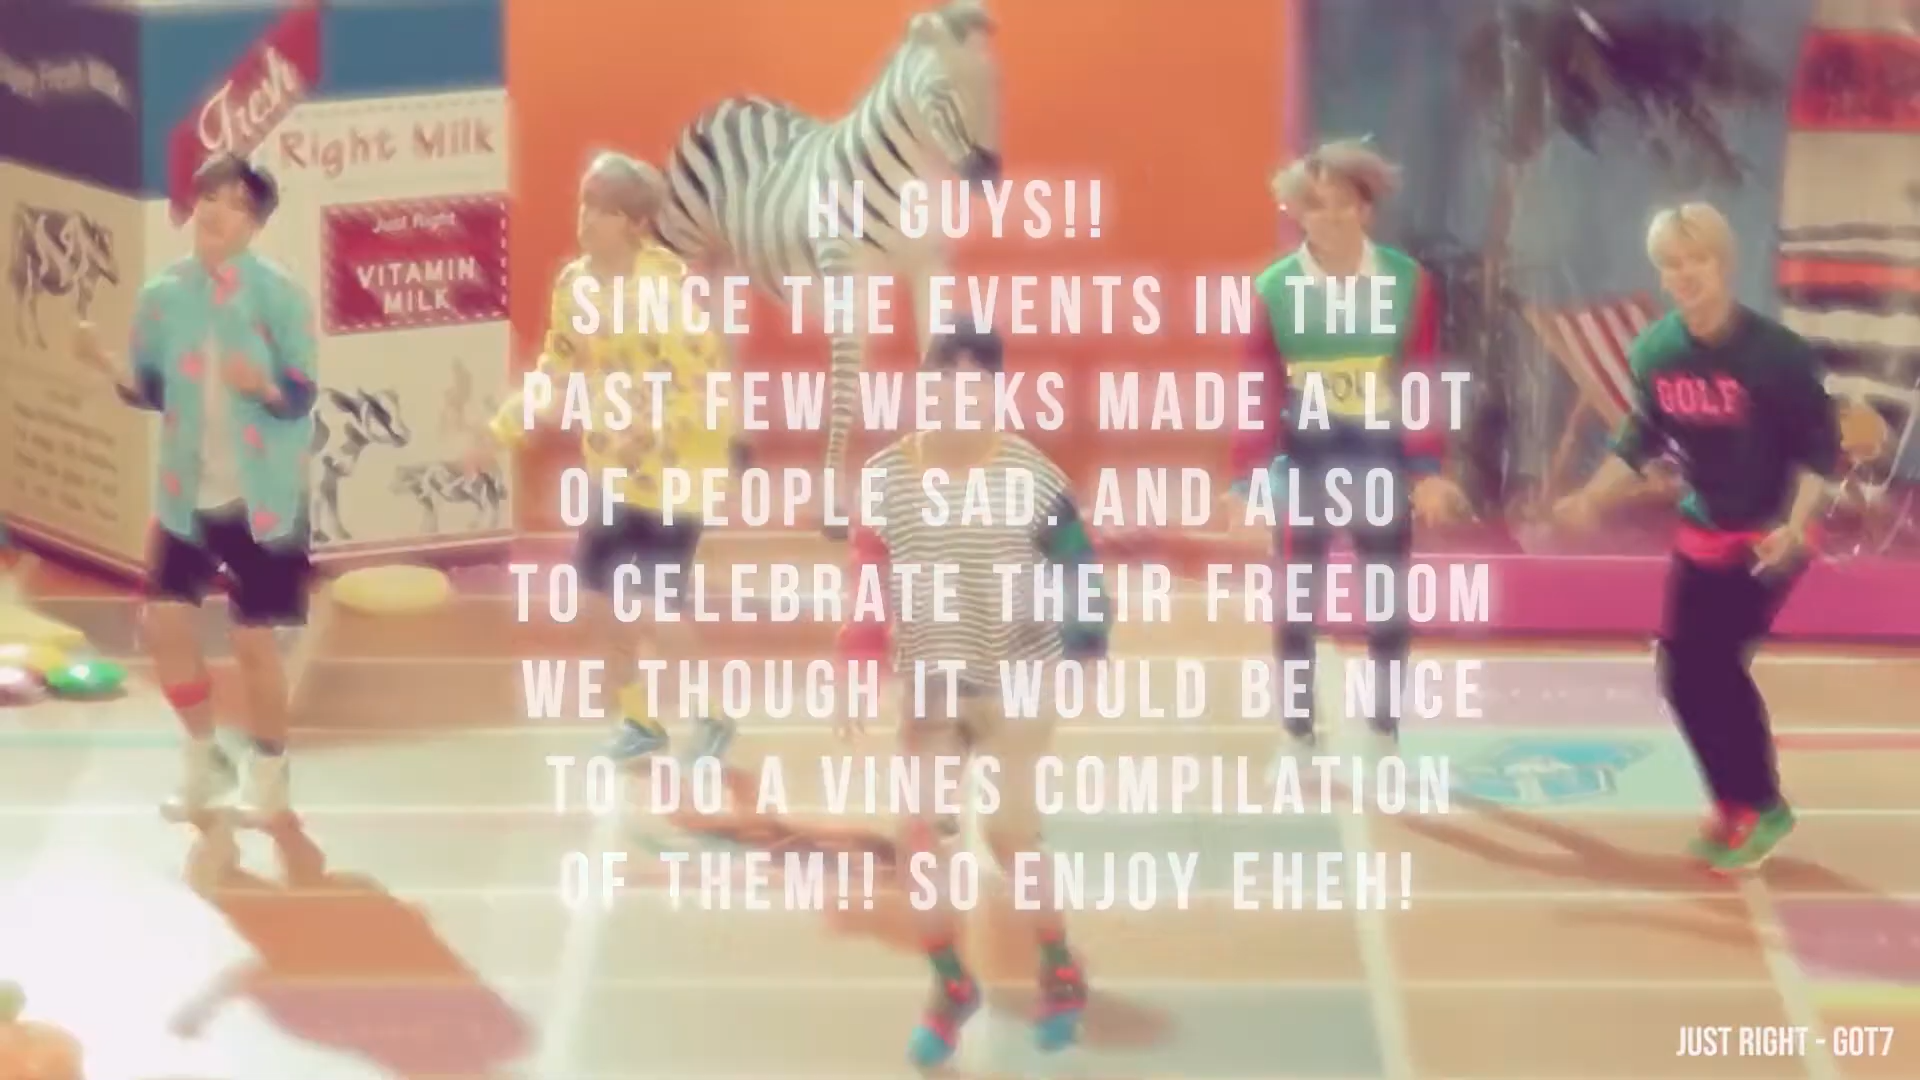 Fresh
Right Milk
Just Right
VITAMIN
MILK
HI GUYS!!
SINCE THE EVENTS IN THE
PAST FEW WEEKS MADE A LOT
OF PEOPLE SAD. AND ALSO
TO CELEBRATE THEIR FREEDOM
WE THOUGH IT WOULD BE NICE
TO DO A VINES COMPILATION
OF THEM!! SO ENJOY EHEH!
GOLF
JUST RIGHT - GOT7